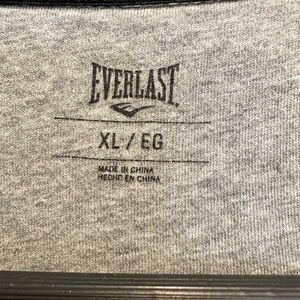 EVERLAST
XL / EG
MADE IN CHINA
HECHO EN CHINA